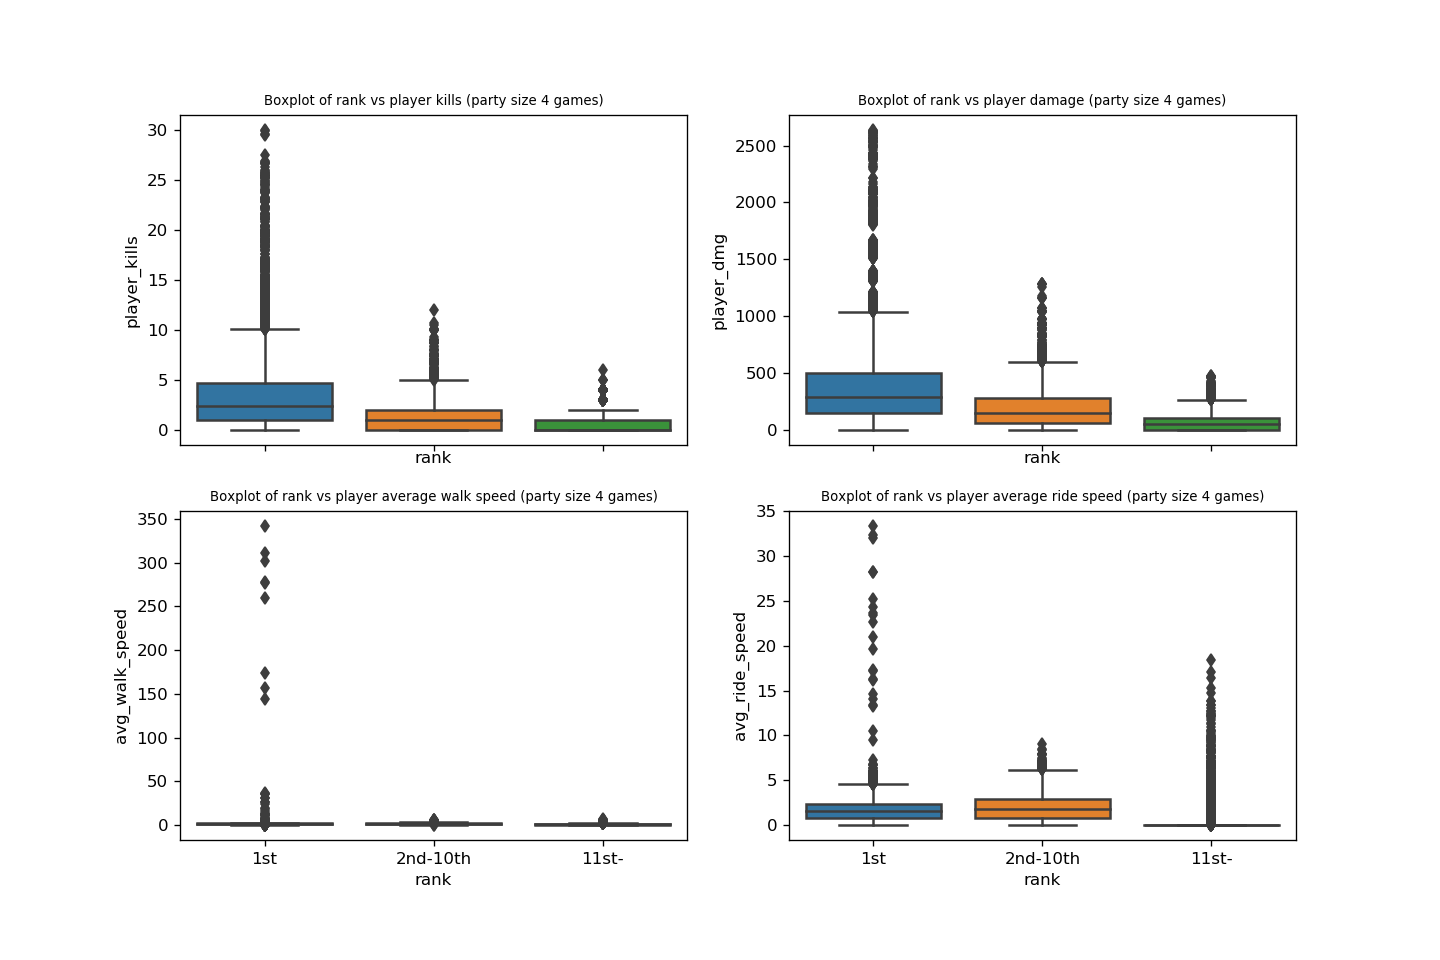 Boxplot of rank vs player kills (party size 4 games)
30
25
20
15
10
5
0
player_kills
rank
Boxplot of rank vs player damage (party size 4 games)
2500
2000
1500
1000
500
0
player_dmg
rank
Boxplot of rank vs player average walk speed (party size 4 games)
350
300
250
200
150
100
50
0
avg_walk_speed
1st
2nd-10th
11st-
rank
Boxplot of rank vs player average ride speed (party size 4 games)
35
30
25
20
15
10
5
0
avg_ride_speed
1st
2nd-10th
11st-
rank